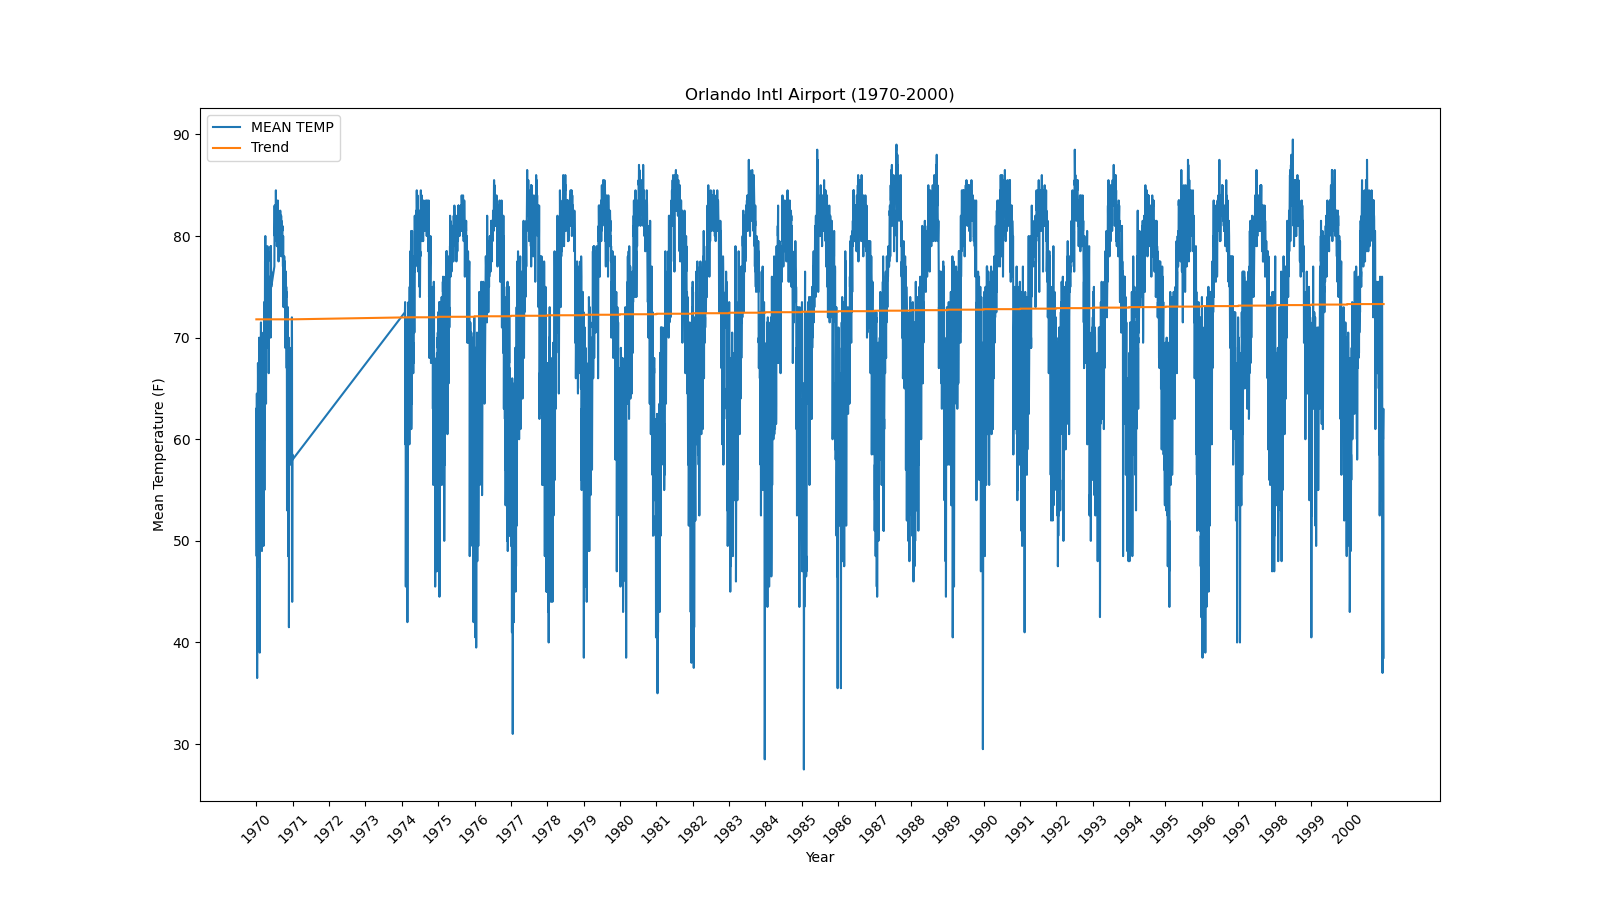 Orlando Intl Airport (1970-2000)
MEAN TEMP
Trend
90
80
70
60
50
40
30
Mean Temperature (F)
1970 1971 1972 1973 1974 1975 1976 1977 1978 1979 1980 1981 1982 1983 1984 1985 1986 1987 1988 1989 1990 1991 1992 1993 1994 1995 1996 1997 1998 1999 2000
Year